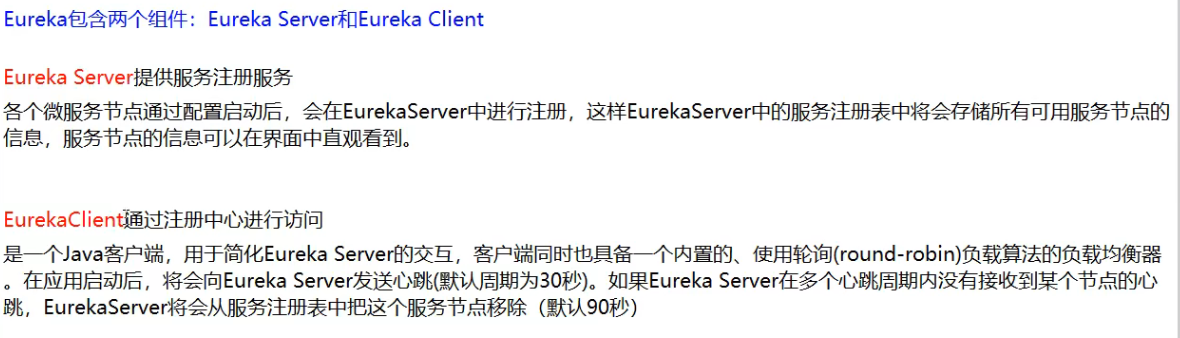 Eureka包含两个组件：Eureka Server和Eureka Client
Eureka Server提供服务注册服务
各个微服务节点通过配置启动后，会在EurekaServer中进行注册，这样EurekaServer中的服务注册表中将会存储所有可用服务节点的
信息，服务节点的信息可以在界面中直观看到。
EurekaClient通过注册中心进行访问
是一个Java客户端，用于简化Eureka Server的交互，客户端同时也具备一个内置的、使用轮询(round-robin)负载算法的负载均衡器
。在应用启动后，将会向Eureka Server发送心跳(默认周期为30秒)。如果Eureka Server在多个心跳周期内没有接收到某个节点的心
跳，EurekaServer将会从服务注册表中把这个服务节点移除（默认90秒）